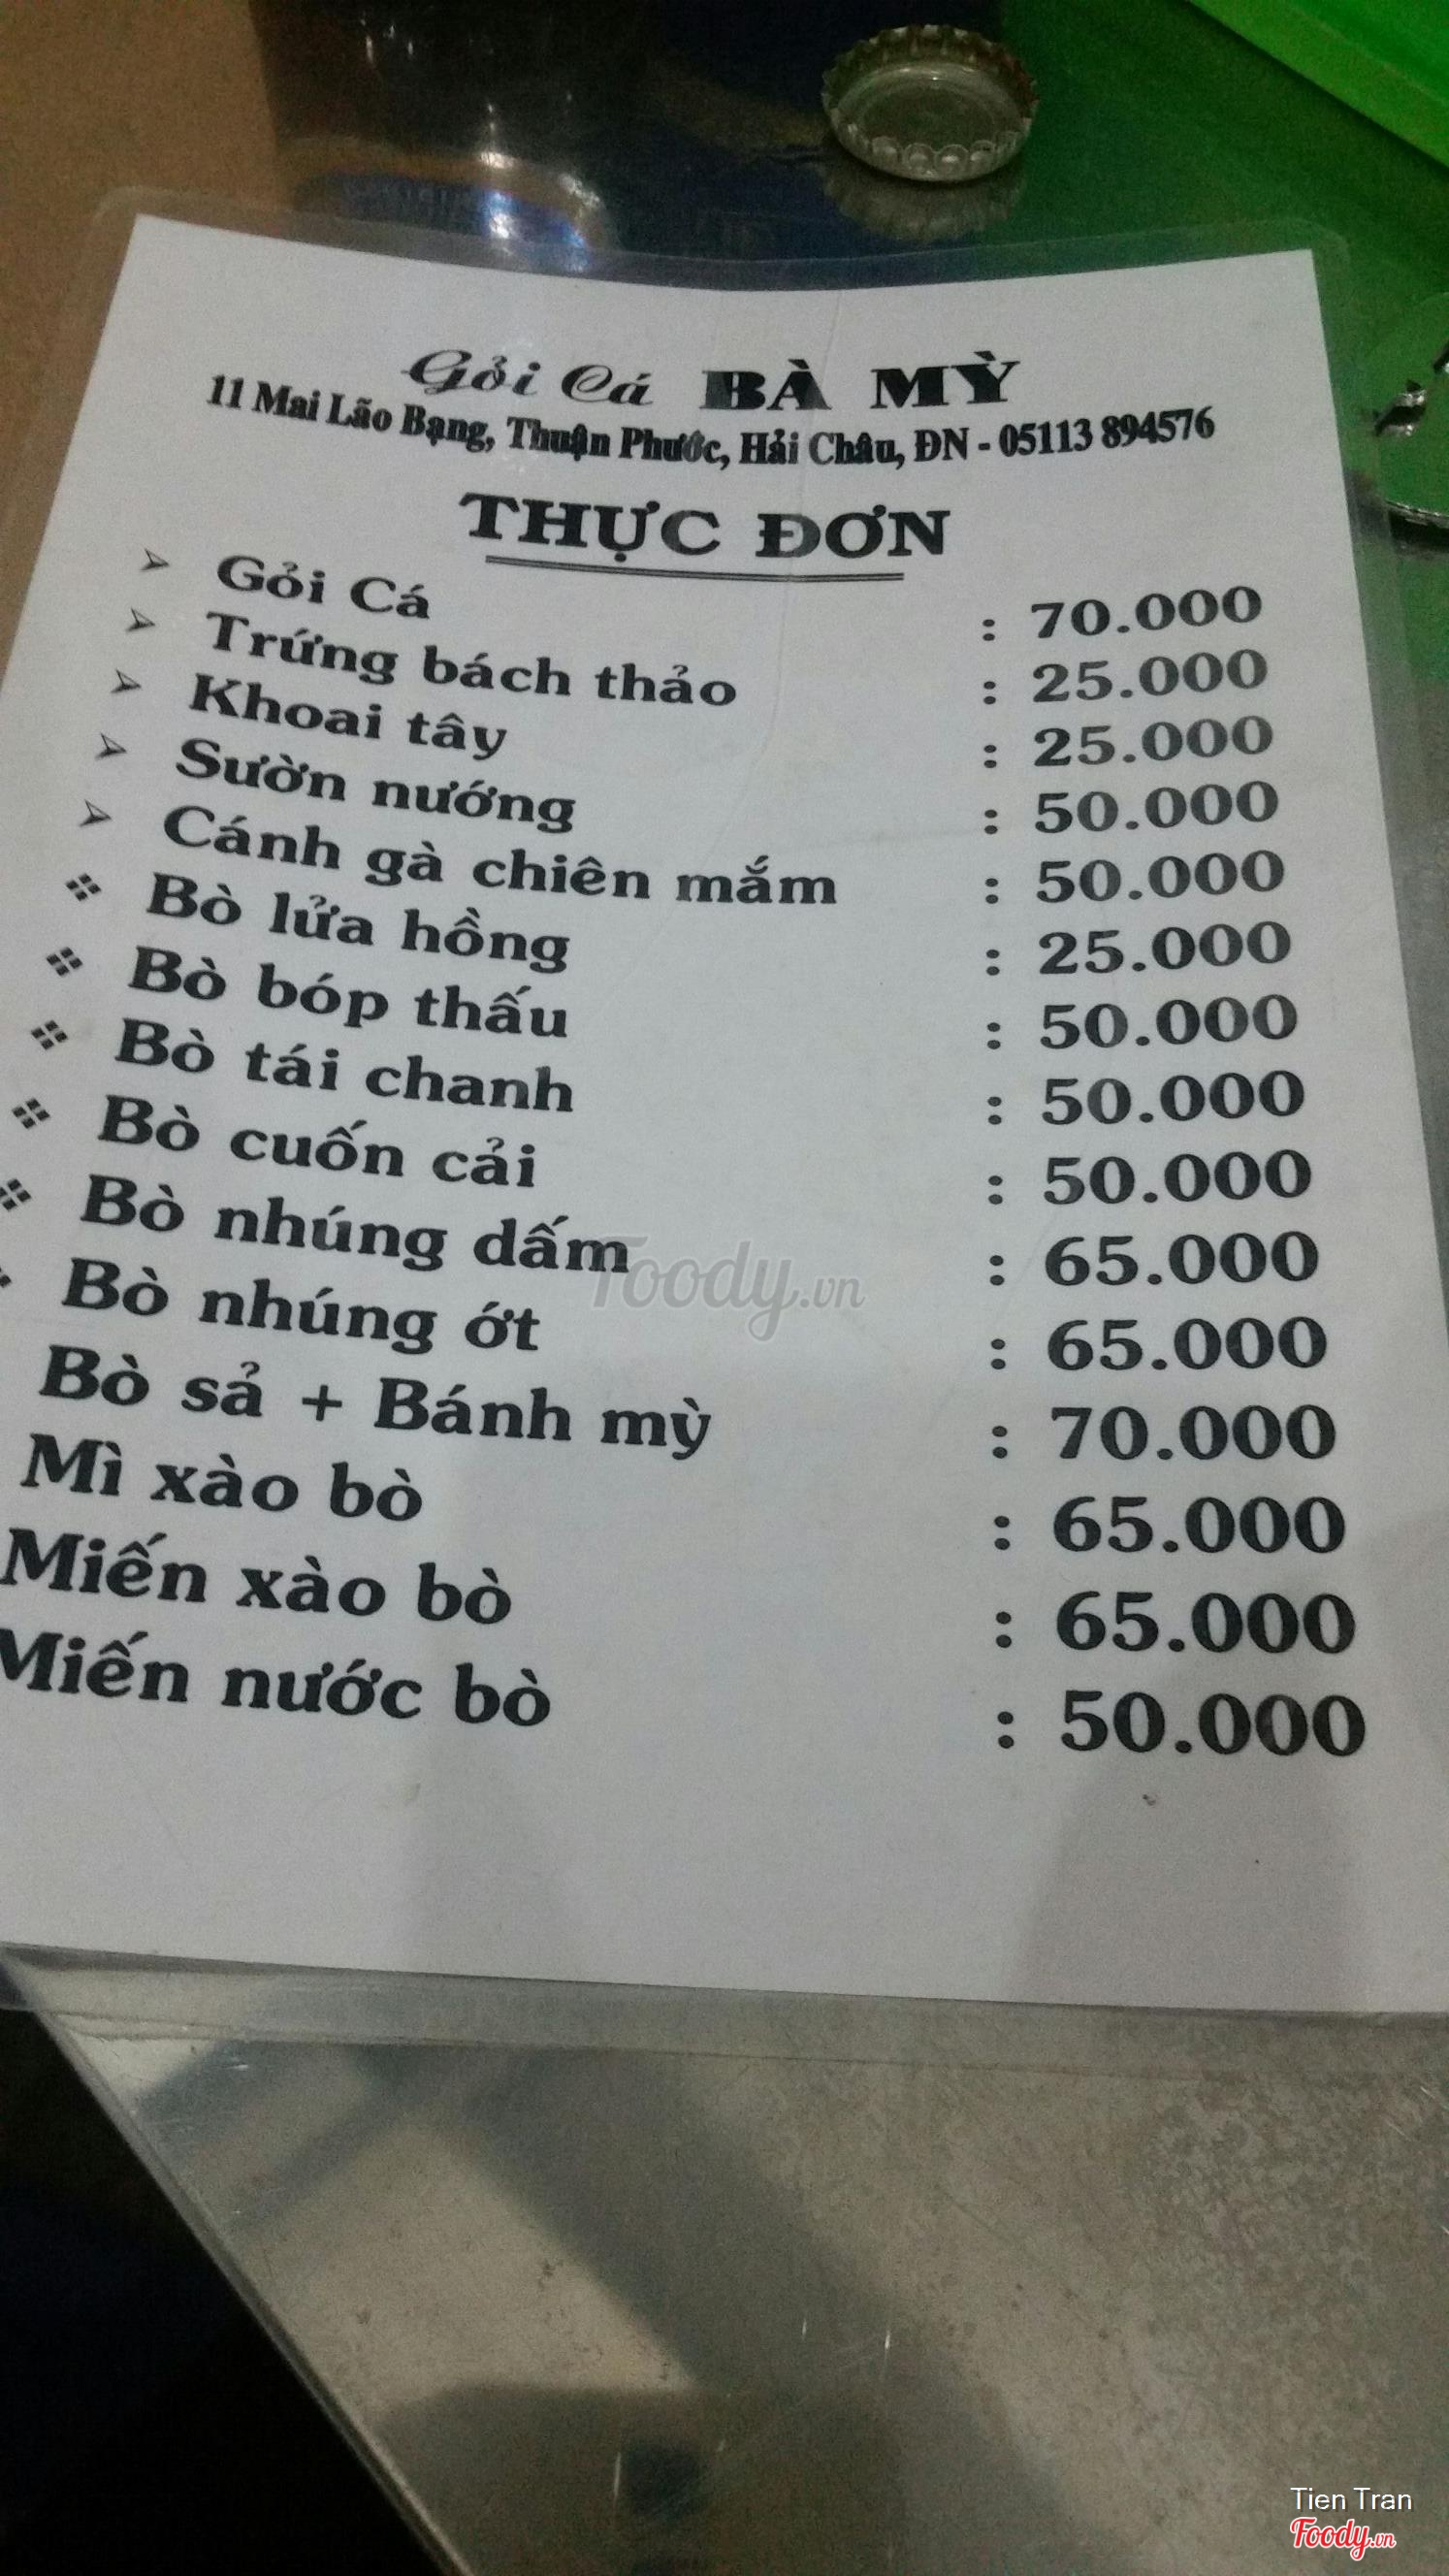 Gỏi Cá BÀ MỲ
11 Mai Lão Bạng, Thuận Phước, Hải Châu, ĐN - 05113 894576
THỰC ĐƠN
Gỏi Cá : 70.000
Trứng bách thảo : 25.000
Khoai tây : 25.000
Sườn nướng : 50.000
Cánh gà chiên mắm : 50.000
Bò lửa hồng : 25.000
Bò bóp thấu : 50.000
Bò tái chanh : 50.000
Bò cuốn cải : 50.000
Bò nhúng dấm : 65.000
Bò nhúng ớt : 65.000
Bò sả + Bánh mỳ : 70.000
Mì xào bò : 65.000
Miến xào bò : 65.000
Miến nước bò : 50.000
Foody.vn
Tien Tran
Foody.vn